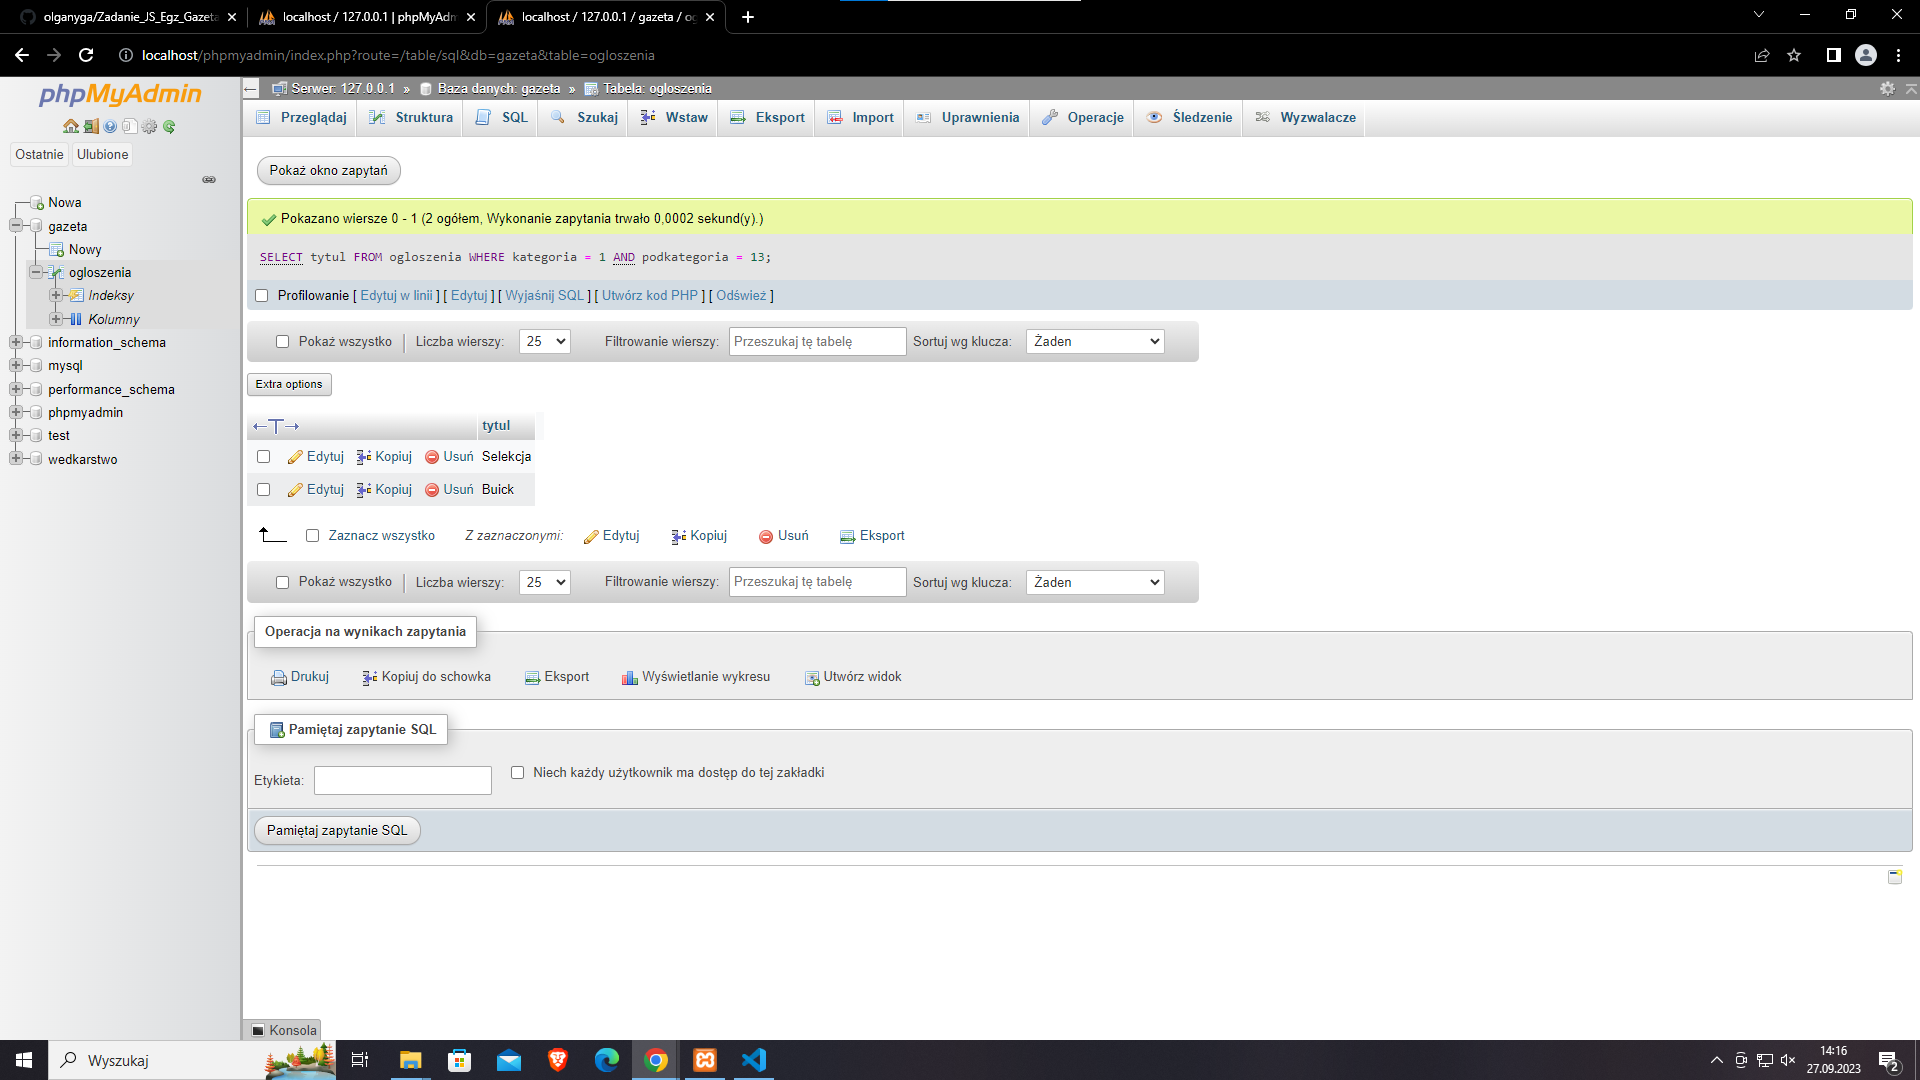 olganyga/Zadanie_JS_Egz_Gazeta
localhost / 127.0.0.1 | phpMyAdm
localhost / 127.0.0.1 / gazeta / og
localhost/phpmyadmin/index.php?route=/table/sql&db=gazeta&table=ogloszenia
phpMyAdmin
Ostatnie Ulubione
Nowa
gazeta
Nowy
ogloszenia
Indeksy
Kolumny
information_schema
mysql
performance_schema
phpmyadmin
test
wedkarstwo
Serwer: 127.0.0.1 » Baza danych: gazeta » Tabela: ogloszenia
Przeglądaj Struktura SQL Szukaj Wstaw Eksport Import Uprawnienia Operacje Śledzenie Wyzwalacze
Pokaż okno zapytań
Pokazano wiersze 0 - 1 (2 ogółem, Wykonanie zapytania trwało 0,0002 sekund(y).)
SELECT tytul FROM ogloszenia WHERE kategoria = 1 AND podkategoria = 13;
Profilowanie [ Edytuj w linii ] [ Edytuj ] [ Wyjaśnij SQL ] [ Utwórz kod PHP ] [ Odśwież ]
Pokaż wszystko Liczba wierszy: 25 Filtrowanie wierszy: Przeszukaj tę tabelę Sortuj wg klucza: Żaden
Extra options
←T→ tytul
Edytuj Kopiuj Usuń Selekcja
Edytuj Kopiuj Usuń Buick
Zaznacz wszystko Z zaznaczonymi: Edytuj Kopiuj Usuń Eksport
Pokaż wszystko Liczba wierszy: 25 Filtrowanie wierszy: Przeszukaj tę tabelę Sortuj wg klucza: Żaden
Operacja na wynikach zapytania
Drukuj Kopiuj do schowka Eksport Wyświetlanie wykresu Utwórz widok
Pamiętaj zapytanie SQL
Etykieta: Niech każdy użytkownik ma dostęp do tej zakładki
Pamiętaj zapytanie SQL
Konsola
Wyszukaj
14:16
27.09.2023
2